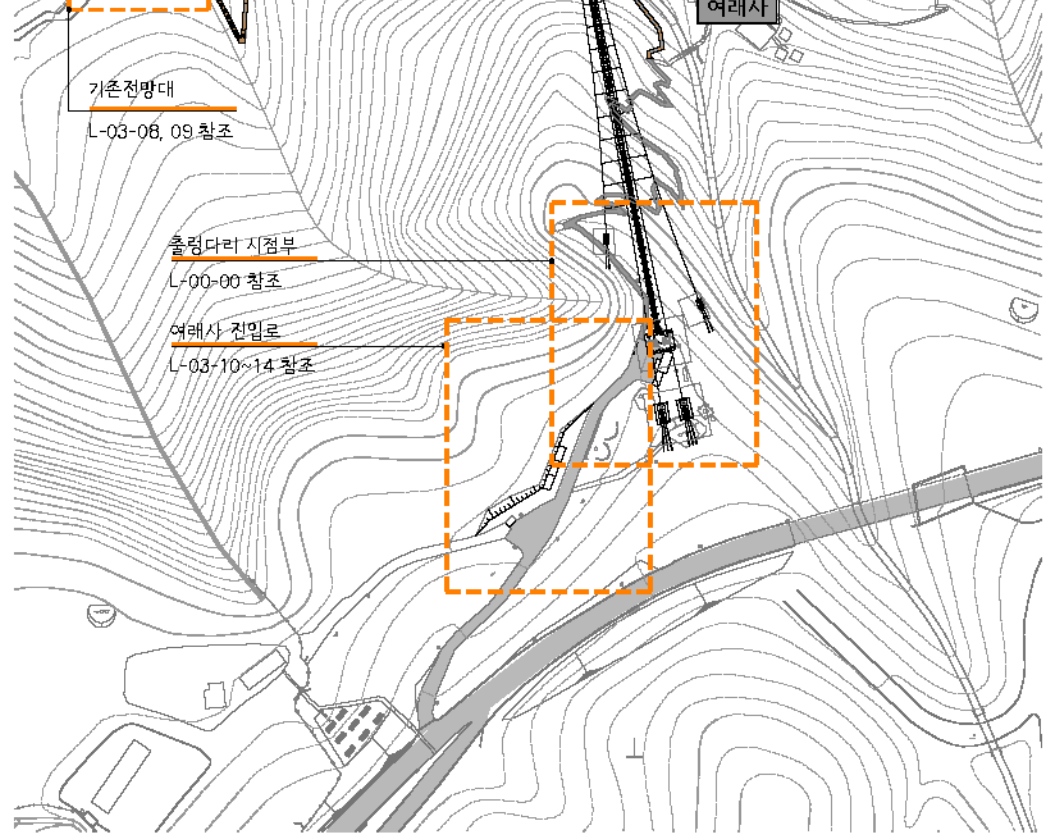 여래사
기존전망대
L-03-08, 09 참조
출렁다리 시점부
L-00-00 참조
여래사 진입로
L-03-10~14 참조